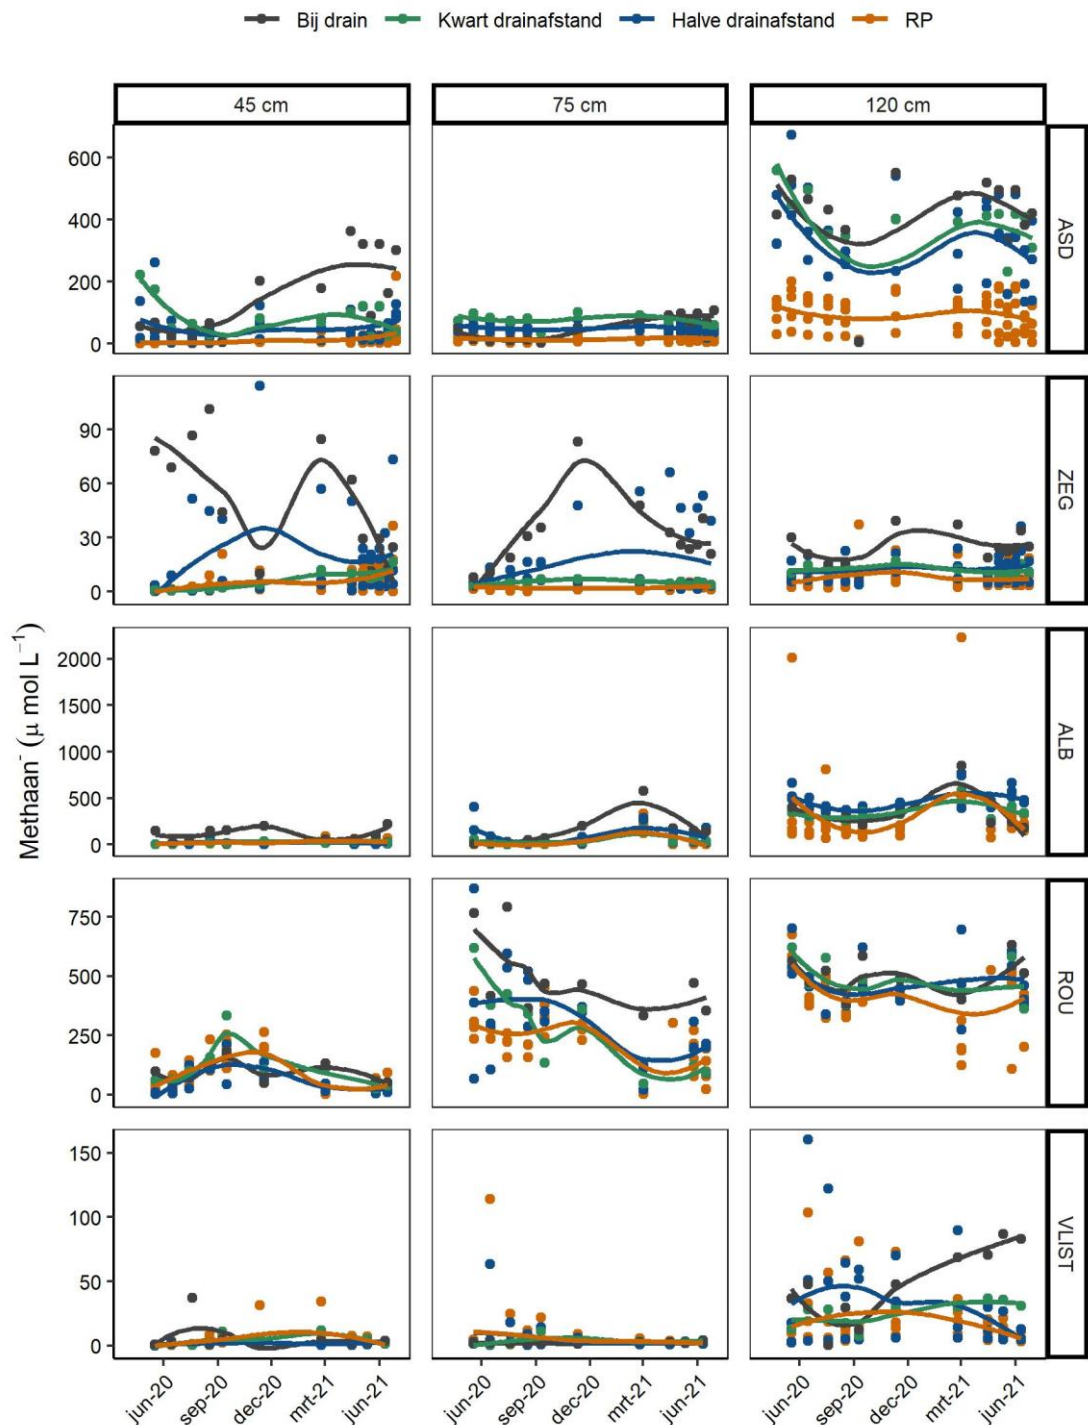 Bij drain Kwart drainafstand Halve drainafstand RP
45 cm 75 cm 120 cm
600
400
200
0
ASD
90
60
30
0
ZEG
2000
1500
1000
500
0
ALB
750
500
250
0
ROU
150
100
50
0
VLIST
Methaan⁻ (μ mol L⁻¹)
jun-20 sep-20 dec-20 mrt-21 jun-21 jun-20 sep-20 dec-20 mrt-21 jun-21 jun-20 sep-20 dec-20 mrt-21 jun-21